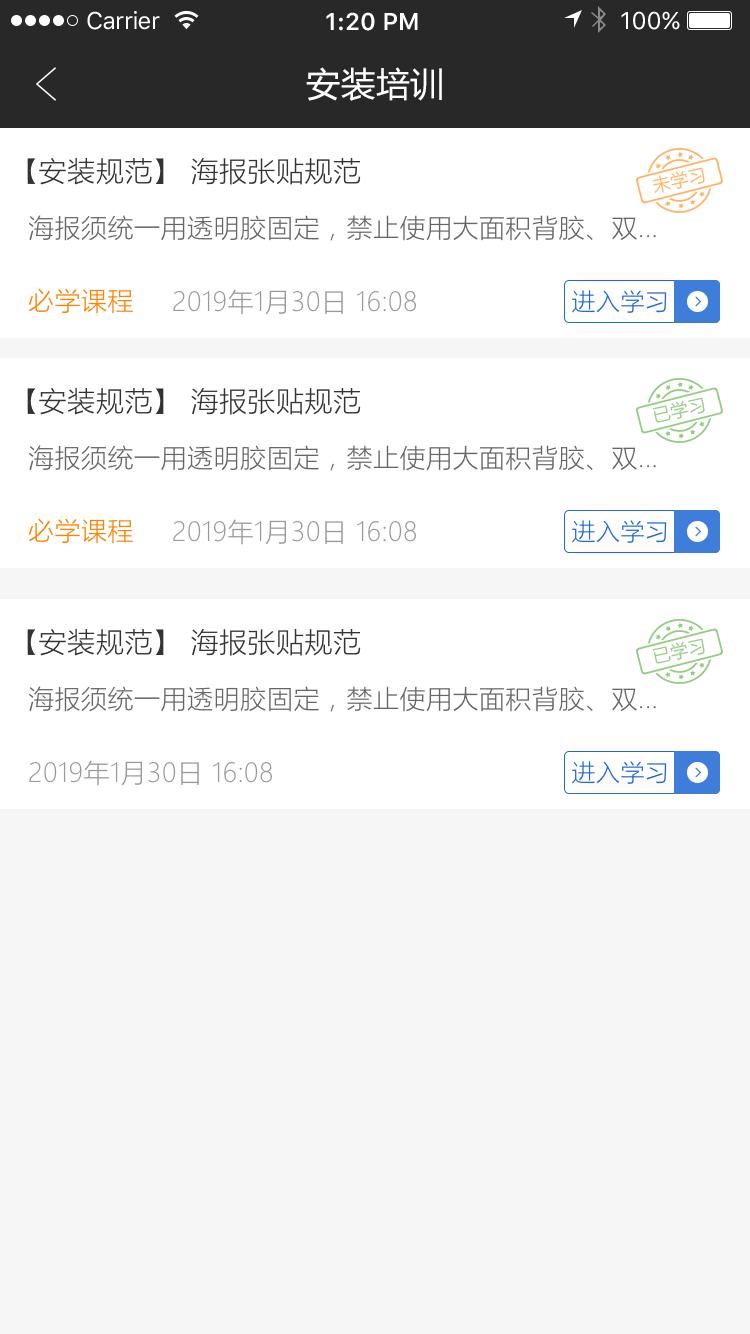 Carrier 1:20 PM 100%
安装培训
【安装规范】 海报张贴规范
未学习
海报须统一用透明胶固定，禁止使用大面积背胶、双...
必学课程 2019年1月30日 16:08 进入学习
【安装规范】 海报张贴规范
已学习
海报须统一用透明胶固定，禁止使用大面积背胶、双...
必学课程 2019年1月30日 16:08 进入学习
【安装规范】 海报张贴规范
已学习
海报须统一用透明胶固定，禁止使用大面积背胶、双...
2019年1月30日 16:08 进入学习